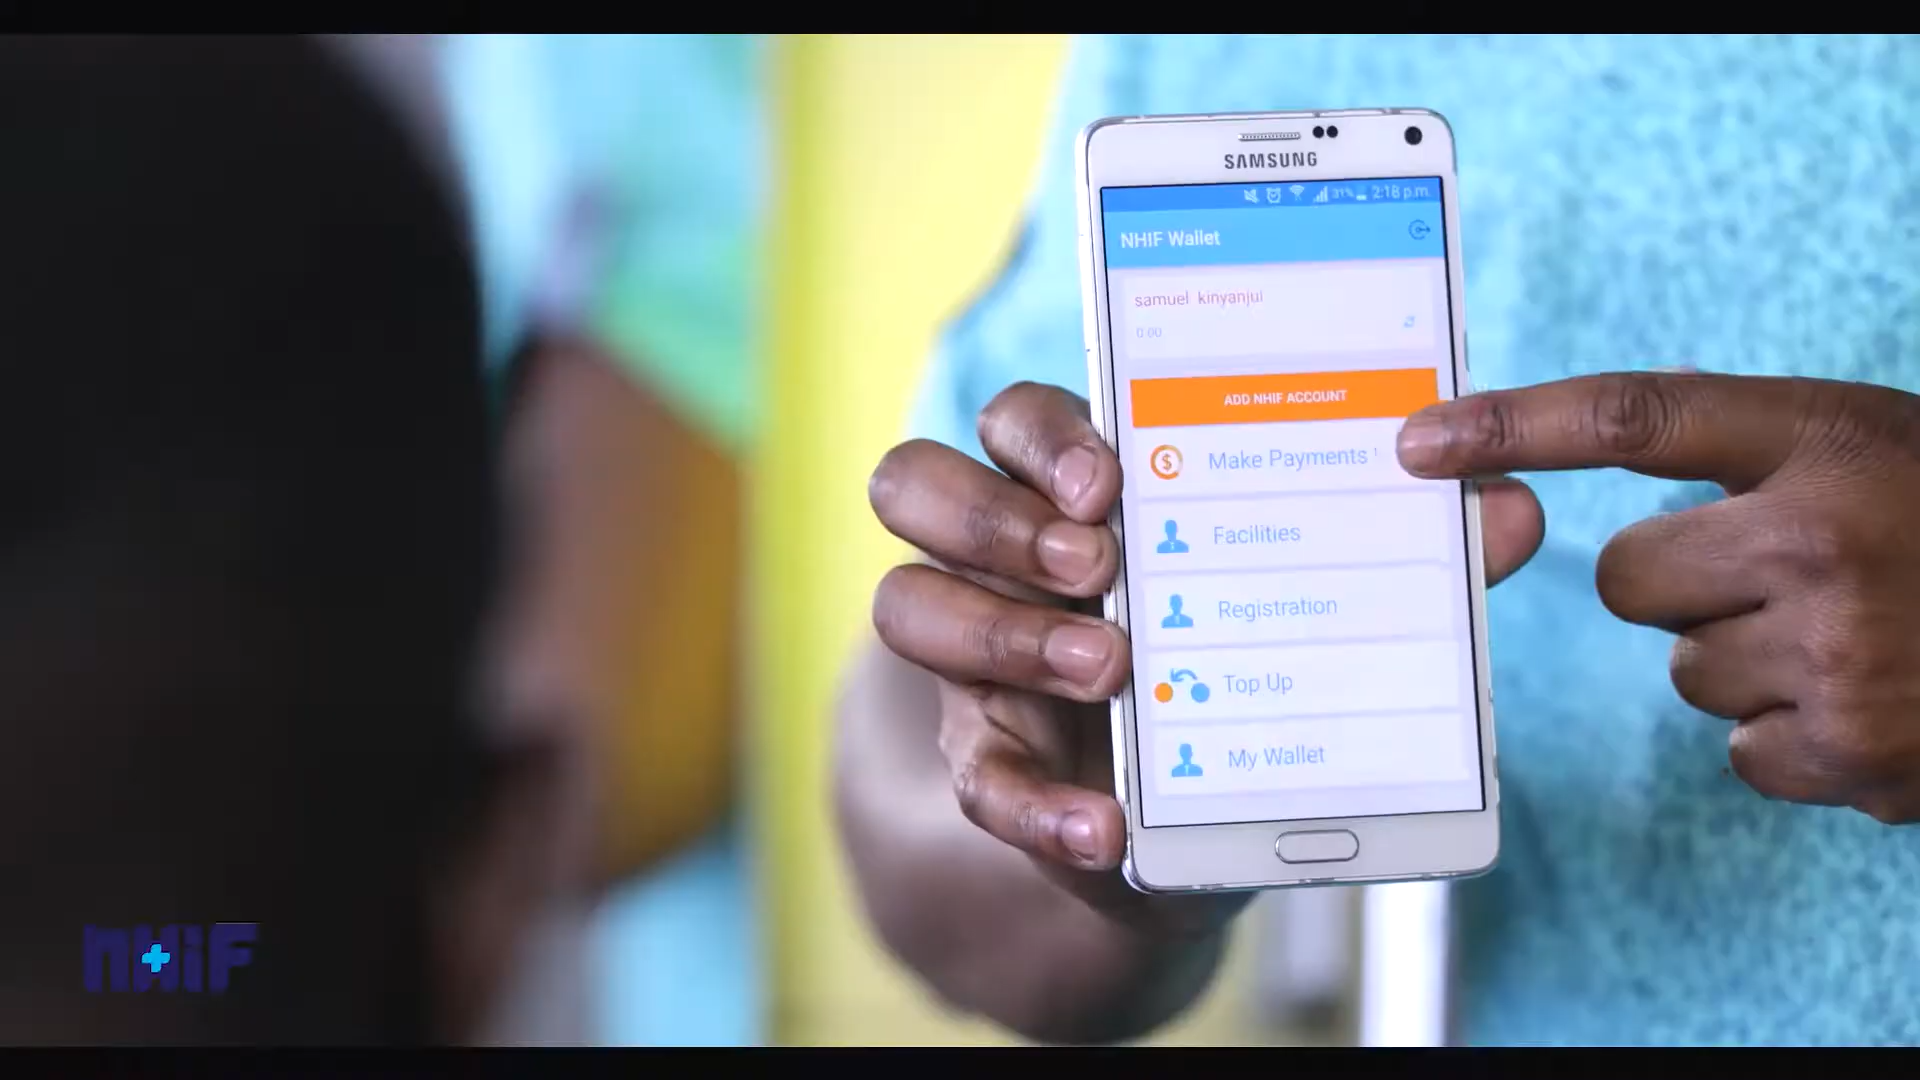 SAMSUNG
31% 2:18 p.m.
NHIF Wallet
samuel kinyanjui
0.00
ADD NHIF ACCOUNT
$ Make Payments
Facilities
Registration
Top Up
My Wallet
nHiF